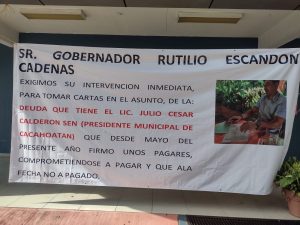 SR. GOBERNADOR RUTILIO ESCANDON
CADENAS
EXIGIMOS SU INTERVENCION INMEDIATA,
PARA TOMAR CARTAS EN EL ASUNTO, DE LA:
DEUDA QUE TIENE EL LIC. JULIO CESAR
CALDERON SEN (PRESIDENTE MUNICIPAL DE
CACAHOATAN) QUE DESDE MAYO DEL
PRESENTE AÑO FIRMO UNOS PAGARES,
COMPROMETIENDOSE A PAGAR Y QUE ALA
FECHA NO A PAGADO.